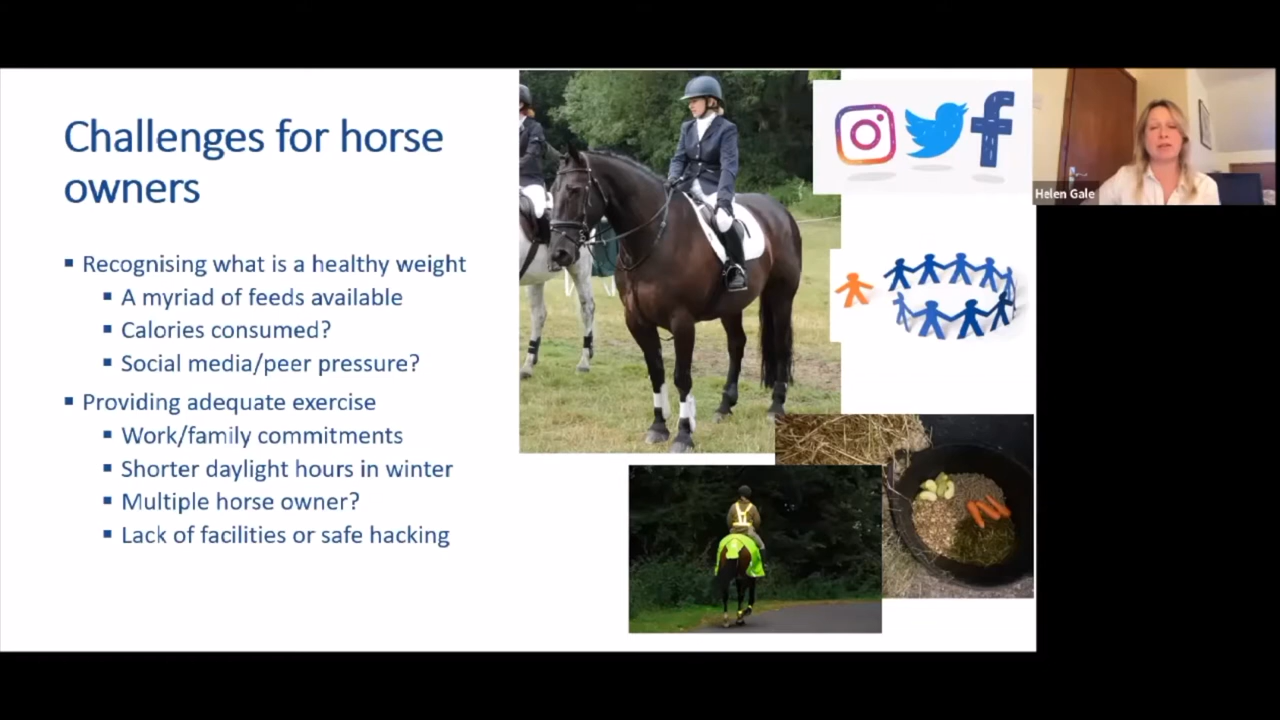 Challenges for horse
owners
▪ Recognising what is a healthy weight
▪ A myriad of feeds available
▪ Calories consumed?
▪ Social media/peer pressure?
▪ Providing adequate exercise
▪ Work/family commitments
▪ Shorter daylight hours in winter
▪ Multiple horse owner?
▪ Lack of facilities or safe hacking
Helen Gale